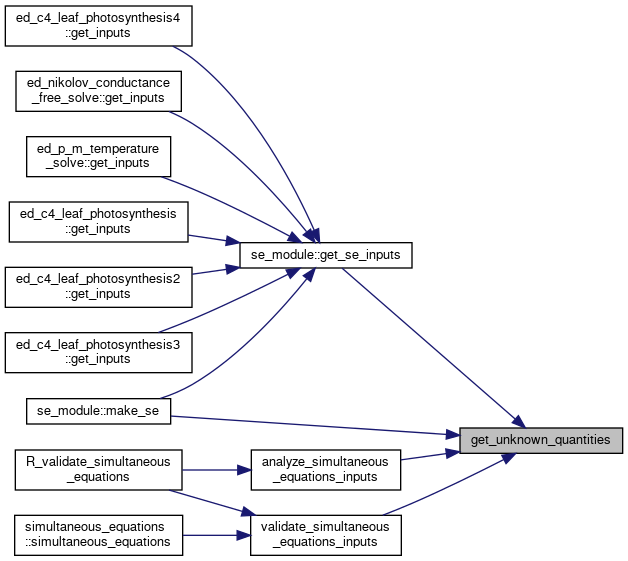 ed_c4_leaf_photosynthesis4
::get_inputs
ed_nikolov_conductance
_free_solve::get_inputs
ed_p_m_temperature
_solve::get_inputs
ed_c4_leaf_photosynthesis
::get_inputs
se_module::get_se_inputs
ed_c4_leaf_photosynthesis2
::get_inputs
ed_c4_leaf_photosynthesis3
::get_inputs
se_module::make_se
get_unknown_quantities
R_validate_simultaneous
_equations
analyze_simultaneous
_equations_inputs
simultaneous_equations
::simultaneous_equations
validate_simultaneous
_equations_inputs